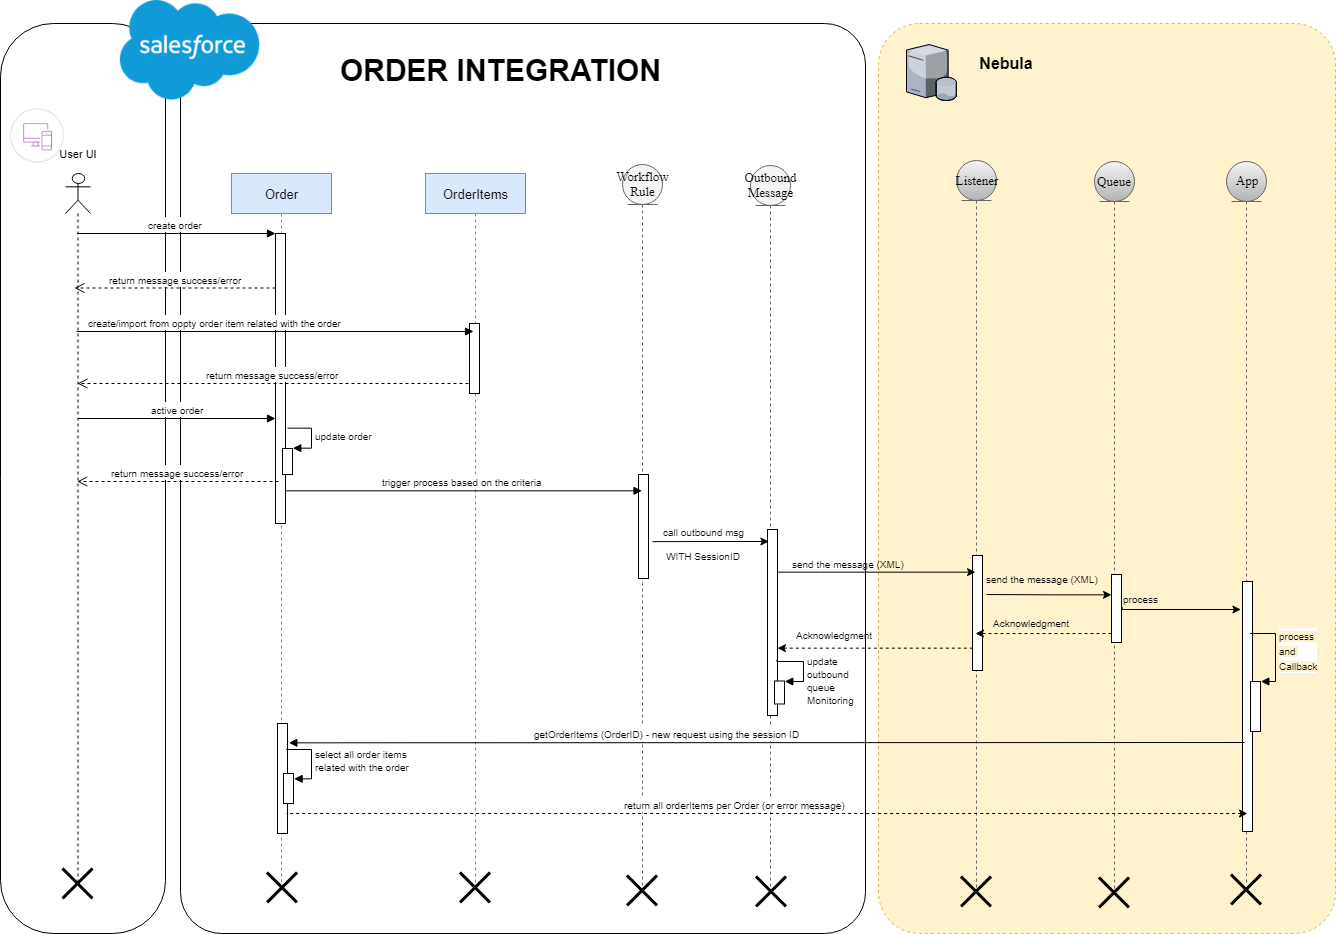 salesforce
ORDER INTEGRATION
Nebula
User UI
Order
OrderItems
Workflow
Rule
Outbound
Message
Listener
Queue
App
create order
return message success/error
create/import from oppty order item related with the order
return message success/error
active order
update order
return message success/error
trigger process based on the criteria
call outbound msg
WITH SessionID
send the message (XML)
send the message (XML)
process
Acknowledgment
Acknowledgment
process
and
Callback
update
outbound
queue
Monitoring
getOrderItems (OrderID) - new request using the session ID
select all order items
related with the order
return all orderItems per Order (or error message)